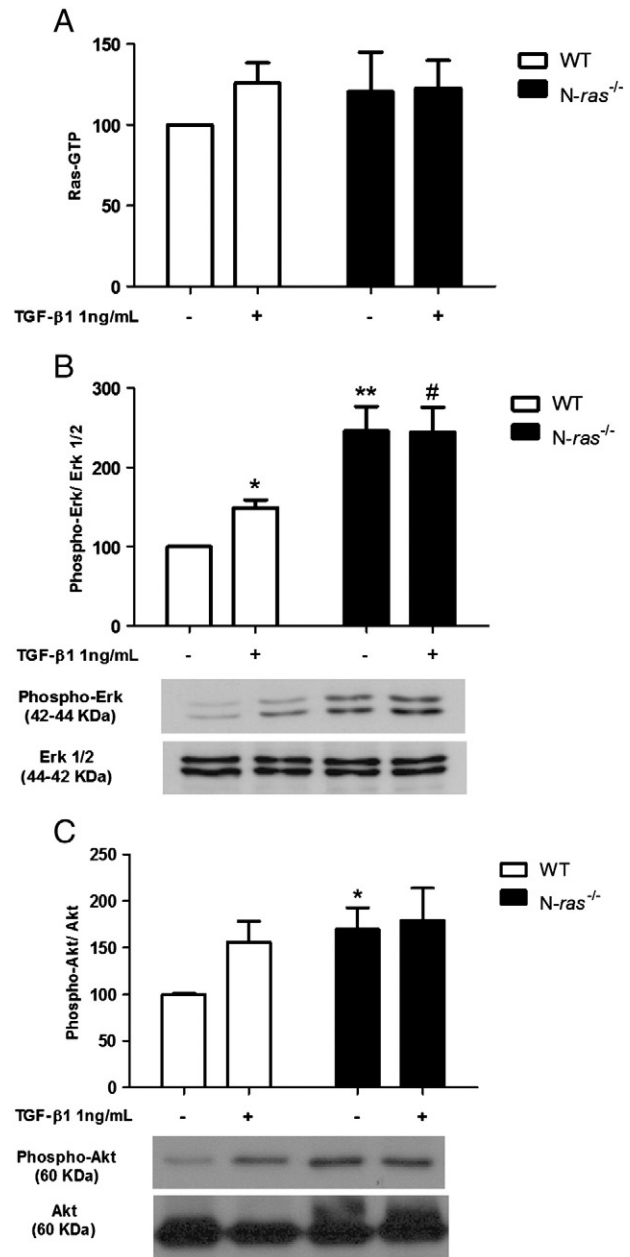 A
150
100
50
0
Ras-GTP
WT
N-ras-/-
TGF-β1 1ng/mL - + - +
B
300
200
100
0
Phospho-Erk/ Erk 1/2
* ** #
WT
N-ras-/-
TGF-β1 1ng/mL - + - +
Phospho-Erk
(42-44 KDa)
Erk 1/2
(44-42 KDa)
C
250
200
150
100
50
0
Phospho-Akt/ Akt
*
WT
N-ras-/-
TGF-β1 1ng/mL - + - +
Phospho-Akt
(60 KDa)
Akt
(60 KDa)